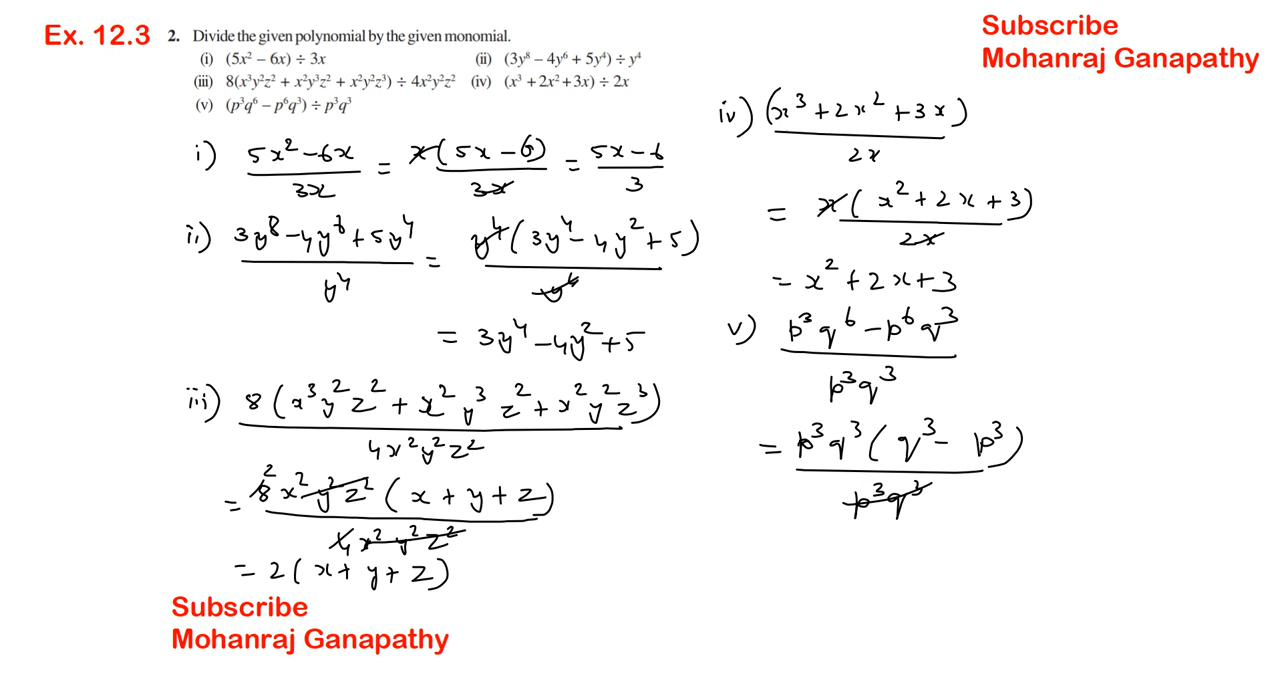 Ex. 12.3
2. Divide the given polynomial by the given monomial.
(i) (5x² – 6x) ÷ 3x (ii) (3y⁸ – 4y⁶ + 5y⁴) ÷ y⁴
(iii) 8(x³y²z² + x²y³z² + x²y²z³) ÷ 4x²y²z² (iv) (x³ + 2x² + 3x) ÷ 2x
(v) (p³q⁶ – p⁶q³) ÷ p³q³
Subscribe
Mohanraj Ganapathy
i) 5x² – 6x / 3x = x(5x – 6) / 3x = 5x – 6 / 3
ii) 3y⁸ – 4y⁶ + 5y⁴ / y⁴ = y⁴(3y⁴ – 4y² + 5) / y⁴
= 3y⁴ – 4y² + 5
iii) 8(x³y²z² + x²y³z² + x²y²z³) / 4x²y²z²
= 8 2 x²y²z²(x + y + z) / 4x²y²z²
= 2(x + y + z)
iv) (x³ + 2x² + 3x) / 2x
= x(x² + 2x + 3) / 2x
= x² + 2x + 3
v) p³q⁶ – p⁶q³ / p³q³
= p³q³(q³ – p³) / p³q³
Subscribe
Mohanraj Ganapathy